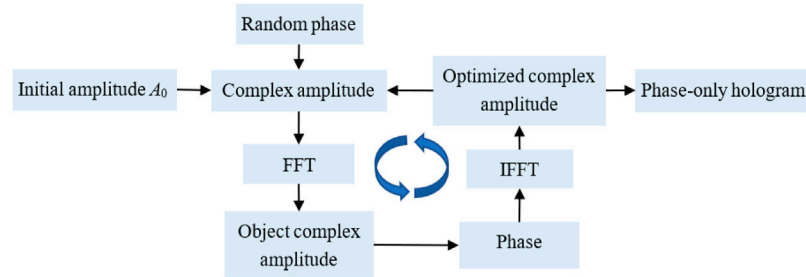 Random phase
Initial amplitude A0
Complex amplitude
Optimized complex
amplitude
Phase-only hologram
FFT
IFFT
Object complex
amplitude
Phase